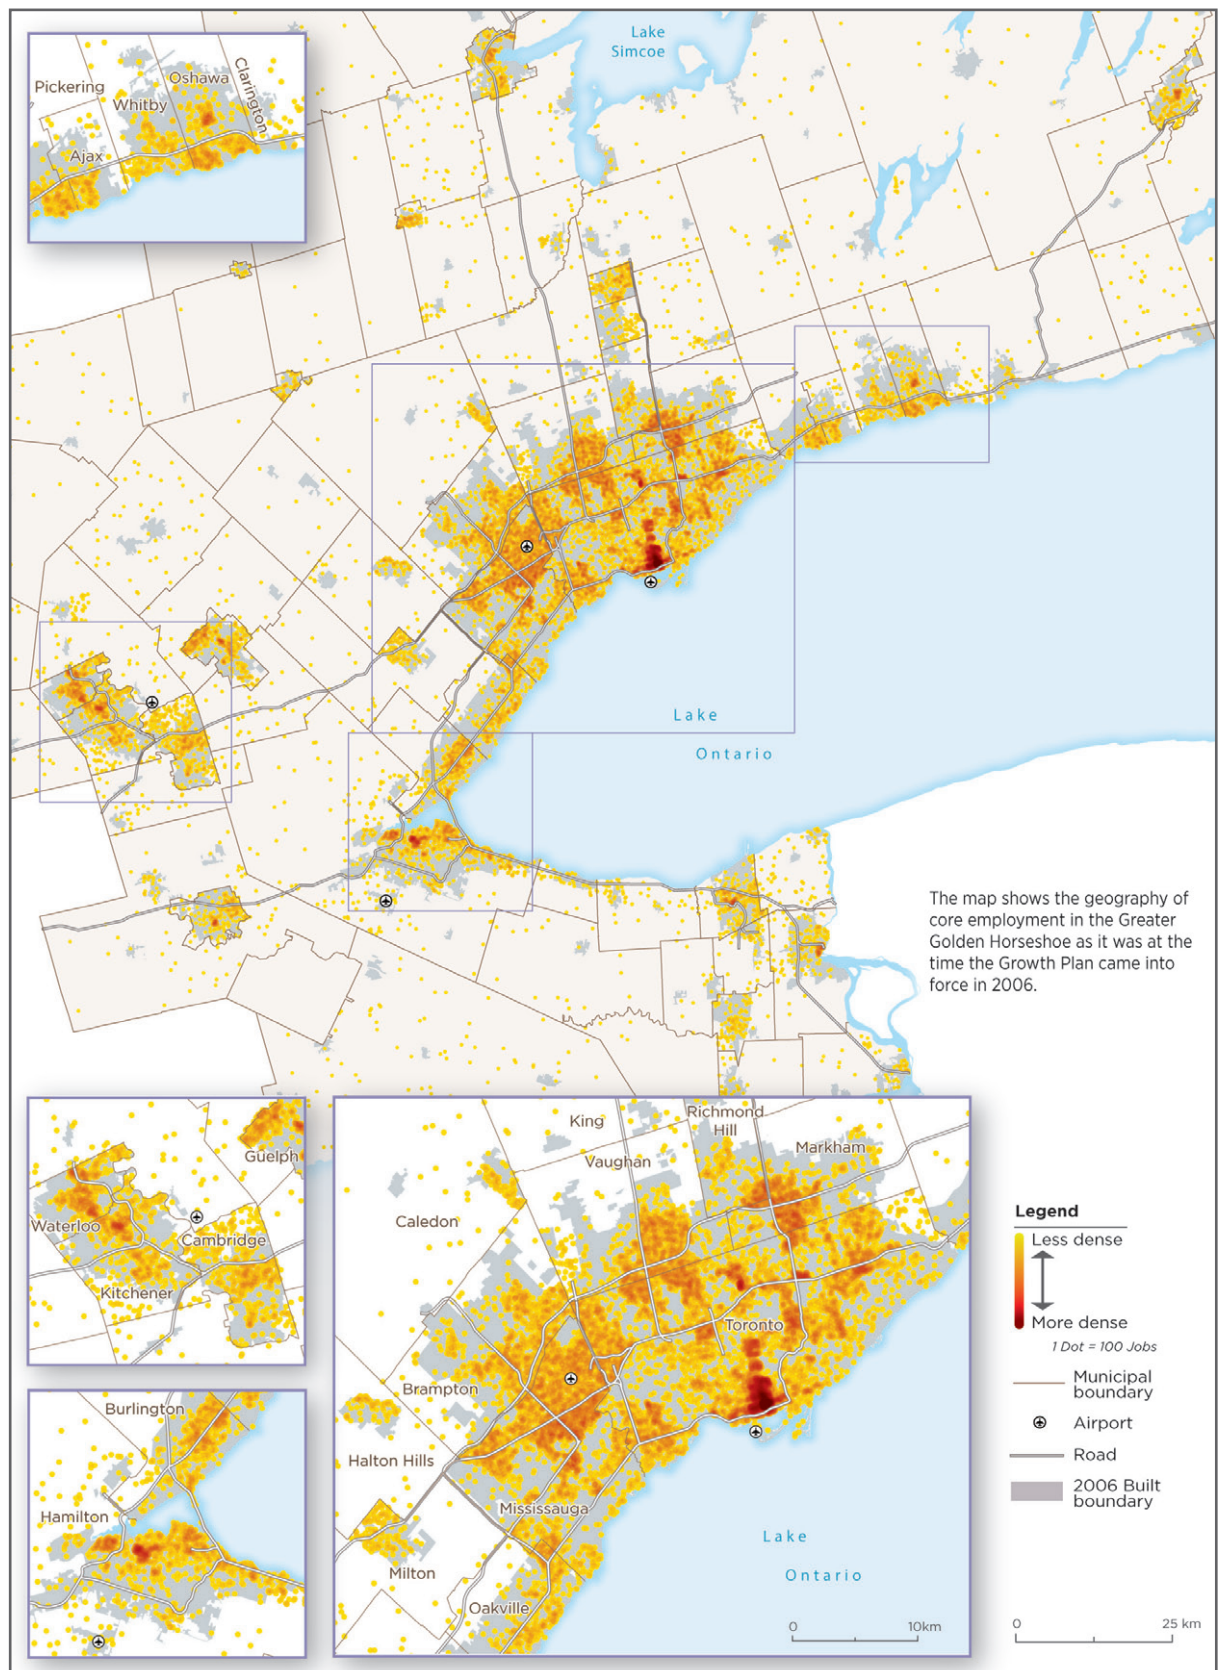 Lake
Simcoe
Pickering
Oshawa
Clarington
Whitby
Ajax
Lake
Ontario
The map shows the geography of
core employment in the Greater
Golden Horseshoe as it was at the
time the Growth Plan came into
force in 2006.
Guelph
Waterloo
Cambridge
Kitchener
Burlington
Hamilton
King
Richmond
Hill
Vaughan
Markham
Caledon
Toronto
Brampton
Halton Hills
Mississauga
Milton
Oakville
Lake
Ontario
0
10km
Legend
Less dense
More dense
1 Dot = 100 Jobs
Municipal
boundary
Airport
Road
2006 Built
boundary
0
25 km